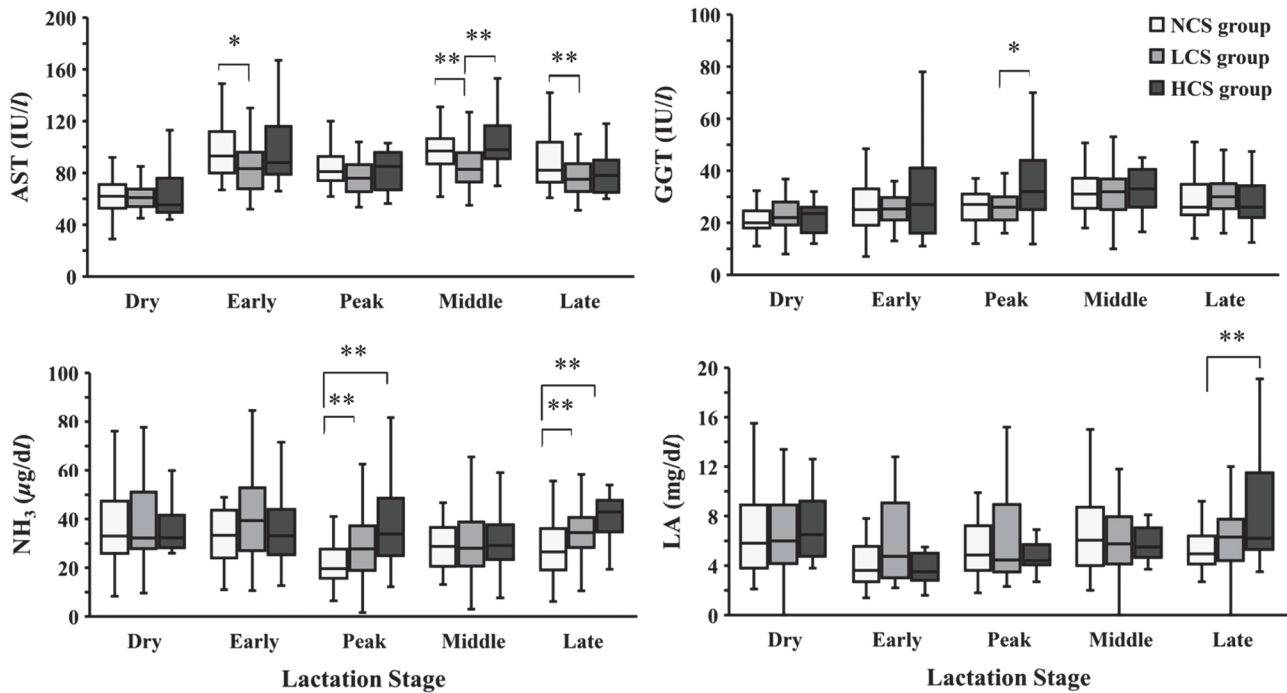 AST (IU/l)
200
160
120
80
40
0
*
**
**
**
Dry Early Peak Middle Late
GGT (IU/l)
100
80
60
40
20
0
*
NCS group
LCS group
HCS group
Dry Early Peak Middle Late
NH₃ (µg/dl)
100
80
60
40
20
0
**
**
**
**
Dry Early Peak Middle Late
Lactation Stage
LA (mg/dl)
20
16
12
8
4
0
**
Dry Early Peak Middle Late
Lactation Stage